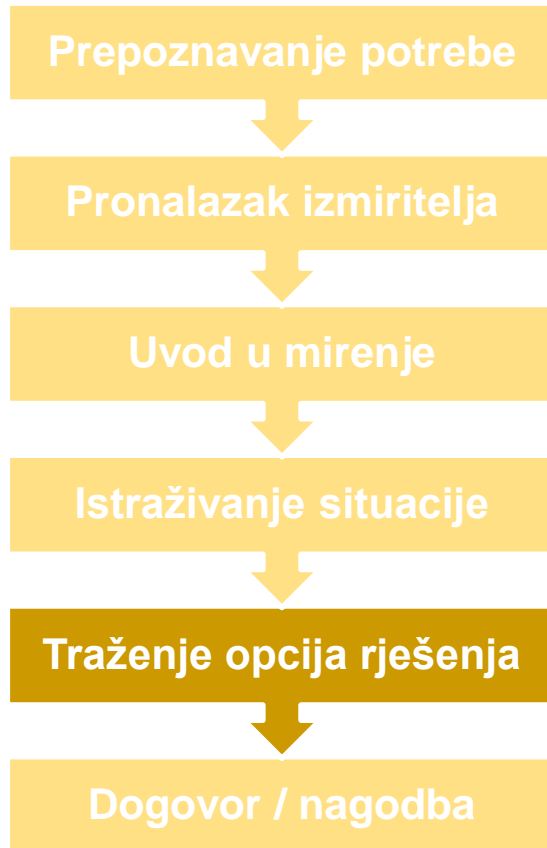 Prepoznavanje potrebe
Pronalazak izmiritelja
Uvod u mirenje
Istraživanje situacije
Traženje opcija rješenja
Dogovor / nagodba